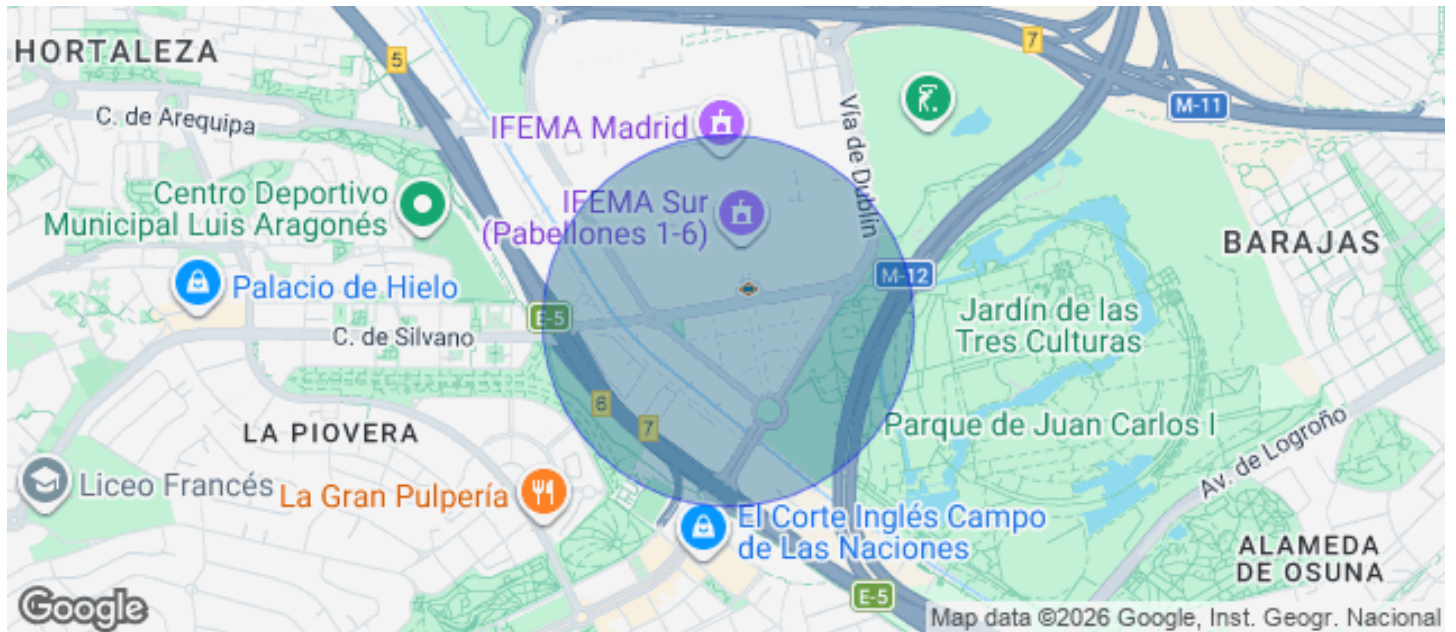 HORTALEZA
5
7
M-11
C. de Arequipa
IFEMA Madrid
Vía de Dublín
Centro Deportivo
Municipal Luis Aragonés
IFEMA Sur
(Pabellones 1-6)
BARAJAS
Palacio de Hielo
M-12
E-5
C. de Silvano
Jardín de las
Tres Culturas
6
7
LA PIOVERA
Parque de Juan Carlos I
Av. de Logroño
Liceo Francés
La Gran Pulpería
El Corte Inglés Campo
de Las Naciones
ALAMEDA
DE OSUNA
E-5
Google
Map data ©2026 Google, Inst. Geogr. Nacional